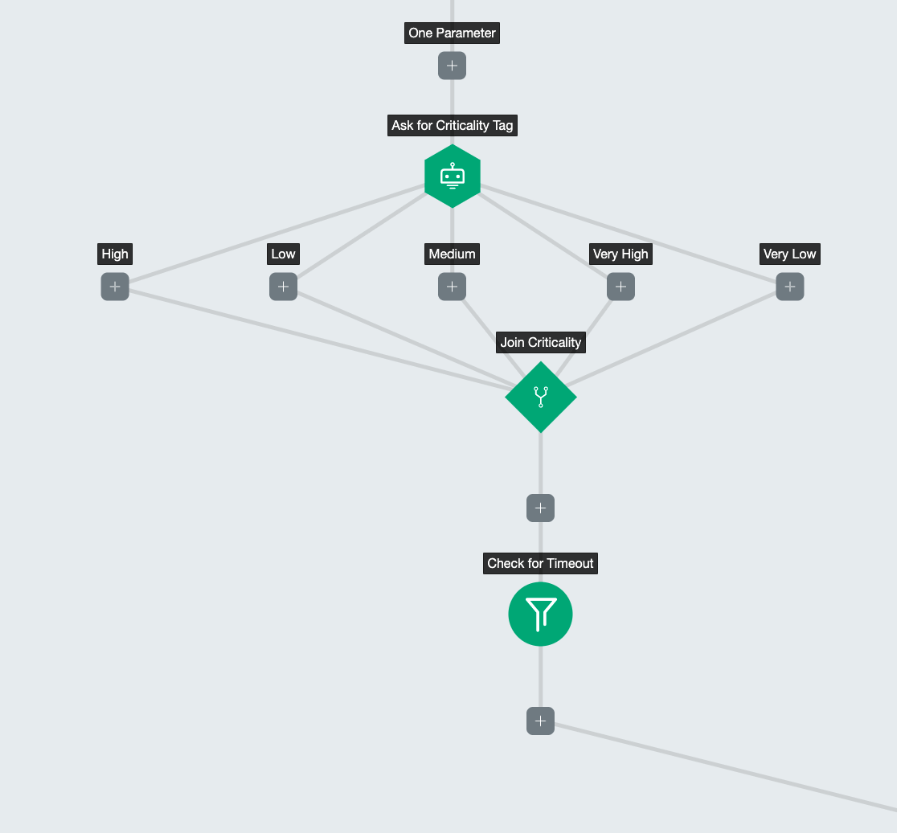 One Parameter
Ask for Criticality Tag
High
Low
Medium
Very High
Very Low
Join Criticality
Check for Timeout